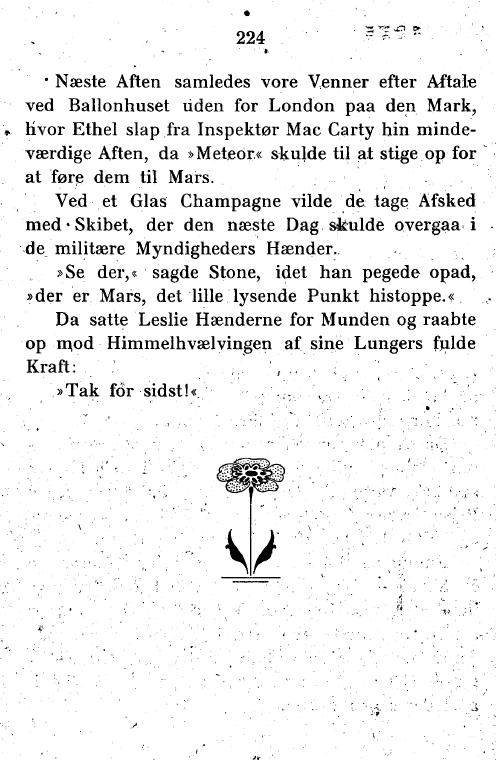 224
Næste Aften samledes vore Venner efter Aftale
ved Ballonhuset uden for London paa den Mark,
hvor Ethel slap fra Inspektør Mac Carty hin minde-
værdige Aften, da »Meteor« skulde til at stige op for
at føre dem til Mars.
Ved et Glas Champagne vilde de tage Afsked
med Skibet, der den næste Dag skulde overgaa i
de militære Myndigheders Hænder.
»Se der,« sagde Stone, idet han pegede opad,
»der er Mars, det lille lysende Punkt histoppe.«
Da satte Leslie Hænderne for Munden og raabte
op mod Himmelhvælvingen af sine Lungers fulde
Kraft:
»Tak for sidst!«